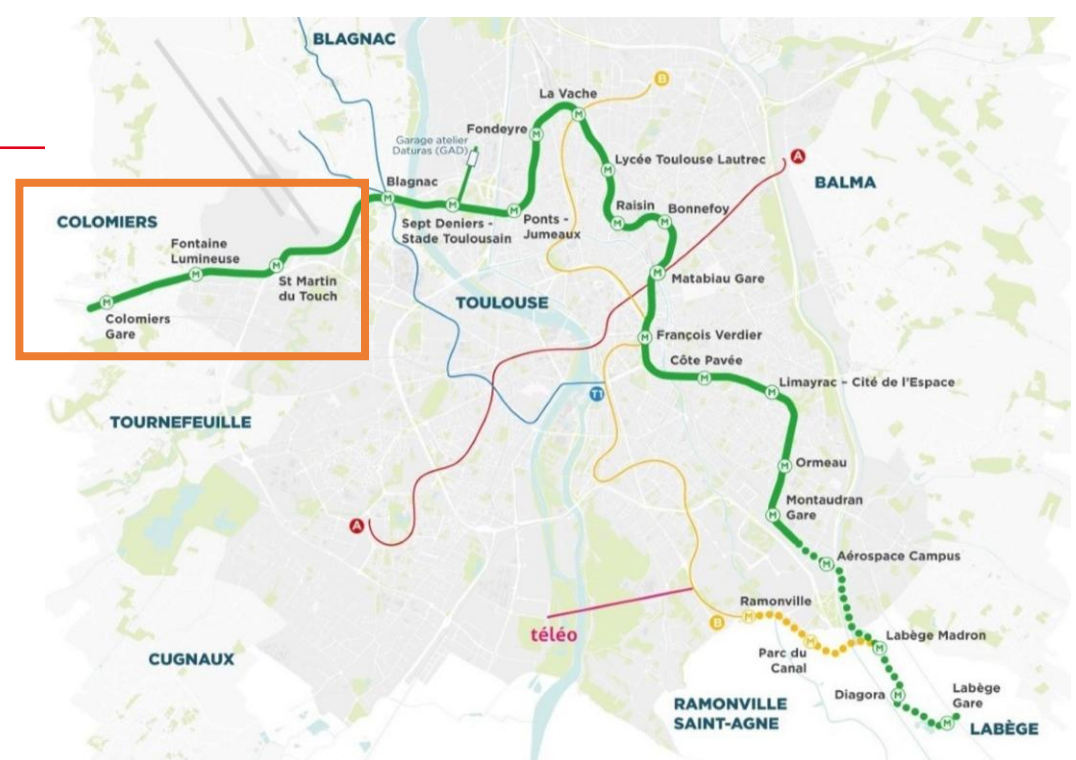 BLAGNAC
B
La Vache
M
Fondeyre
M
Garage atelier
Daturas (GAD)
Lycée Toulouse Lautrec
M
A
BALMA
Blagnac
M
COLOMIERS
Sept Deniers -
Stade Toulousain
M
Ponts -
Jumeaux
M
Raisin
M
Bonnefoy
M
Fontaine
Lumineuse
M
St Martin
du Touch
M
Matabiau Gare
M
TOULOUSE
Colomiers
Gare
M
François Verdier
M
Côte Pavée
M
Limayrac - Cité de l'Espace
M
T1
TOURNEFEUILLE
Ormeau
M
Montaudran
Gare
M
A
Aérospace Campus
M
Ramonville
M
B
téléo
Labège Madron
M
Parc du
Canal
M
CUGNAUX
Diagora
M
Labège
Gare
M
RAMONVILLE
SAINT-AGNE
LABÈGE